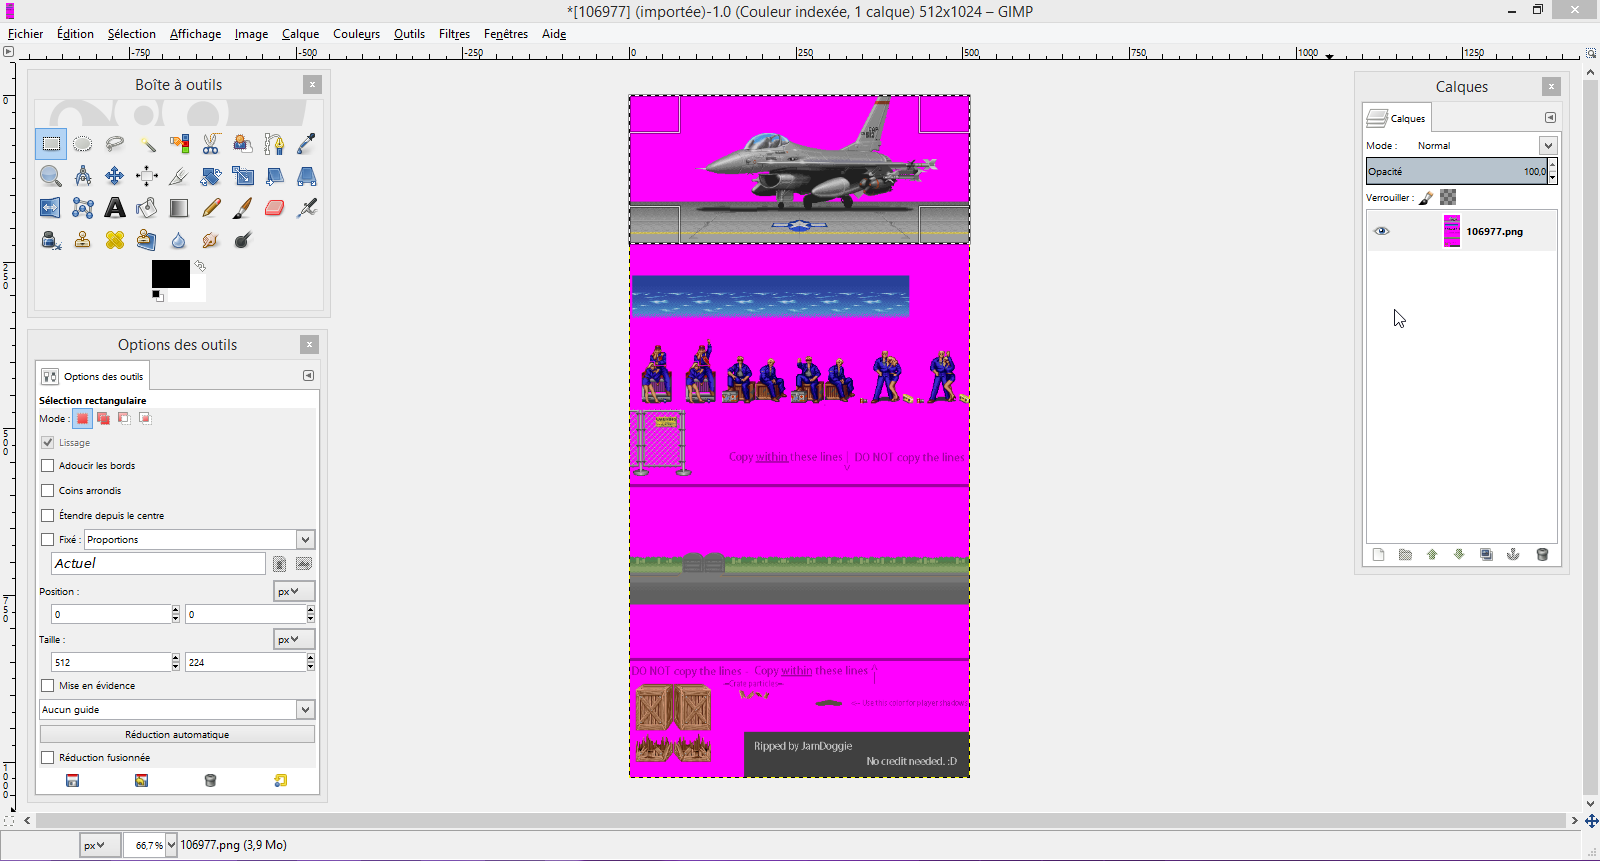 *[106977] (importée)-1.0 (Couleur indexée, 1 calque) 512x1024 – GIMP
Fichier Édition Sélection Affichage Image Calque Couleurs Outils Filtres Fenêtres Aide
-750 -500 -250 0 250 500 750 1000 1250
Boîte à outils
Options des outils
Options des outils
Sélection rectangulaire
Mode :
Lissage
Adoucir les bords
Coins arrondis
Étendre depuis le centre
Fixé : Proportions
Actuel
Position : px
0 0
Taille : px
512 224
Mise en évidence
Aucun guide
Réduction automatique
Réduction fusionnée
0
250
500
750
1000
Copy within these lines DO NOT copy the lines
DO NOT copy the lines - Copy within these lines
Crate particles
<-- Use this color for player shadow
Ripped by JamDoggie
No credit needed. :D
Calques
Calques
Mode : Normal
Opacité 100,0
Verrouiller :
106977.png
px 66,7 % 106977.png (3,9 Mo)